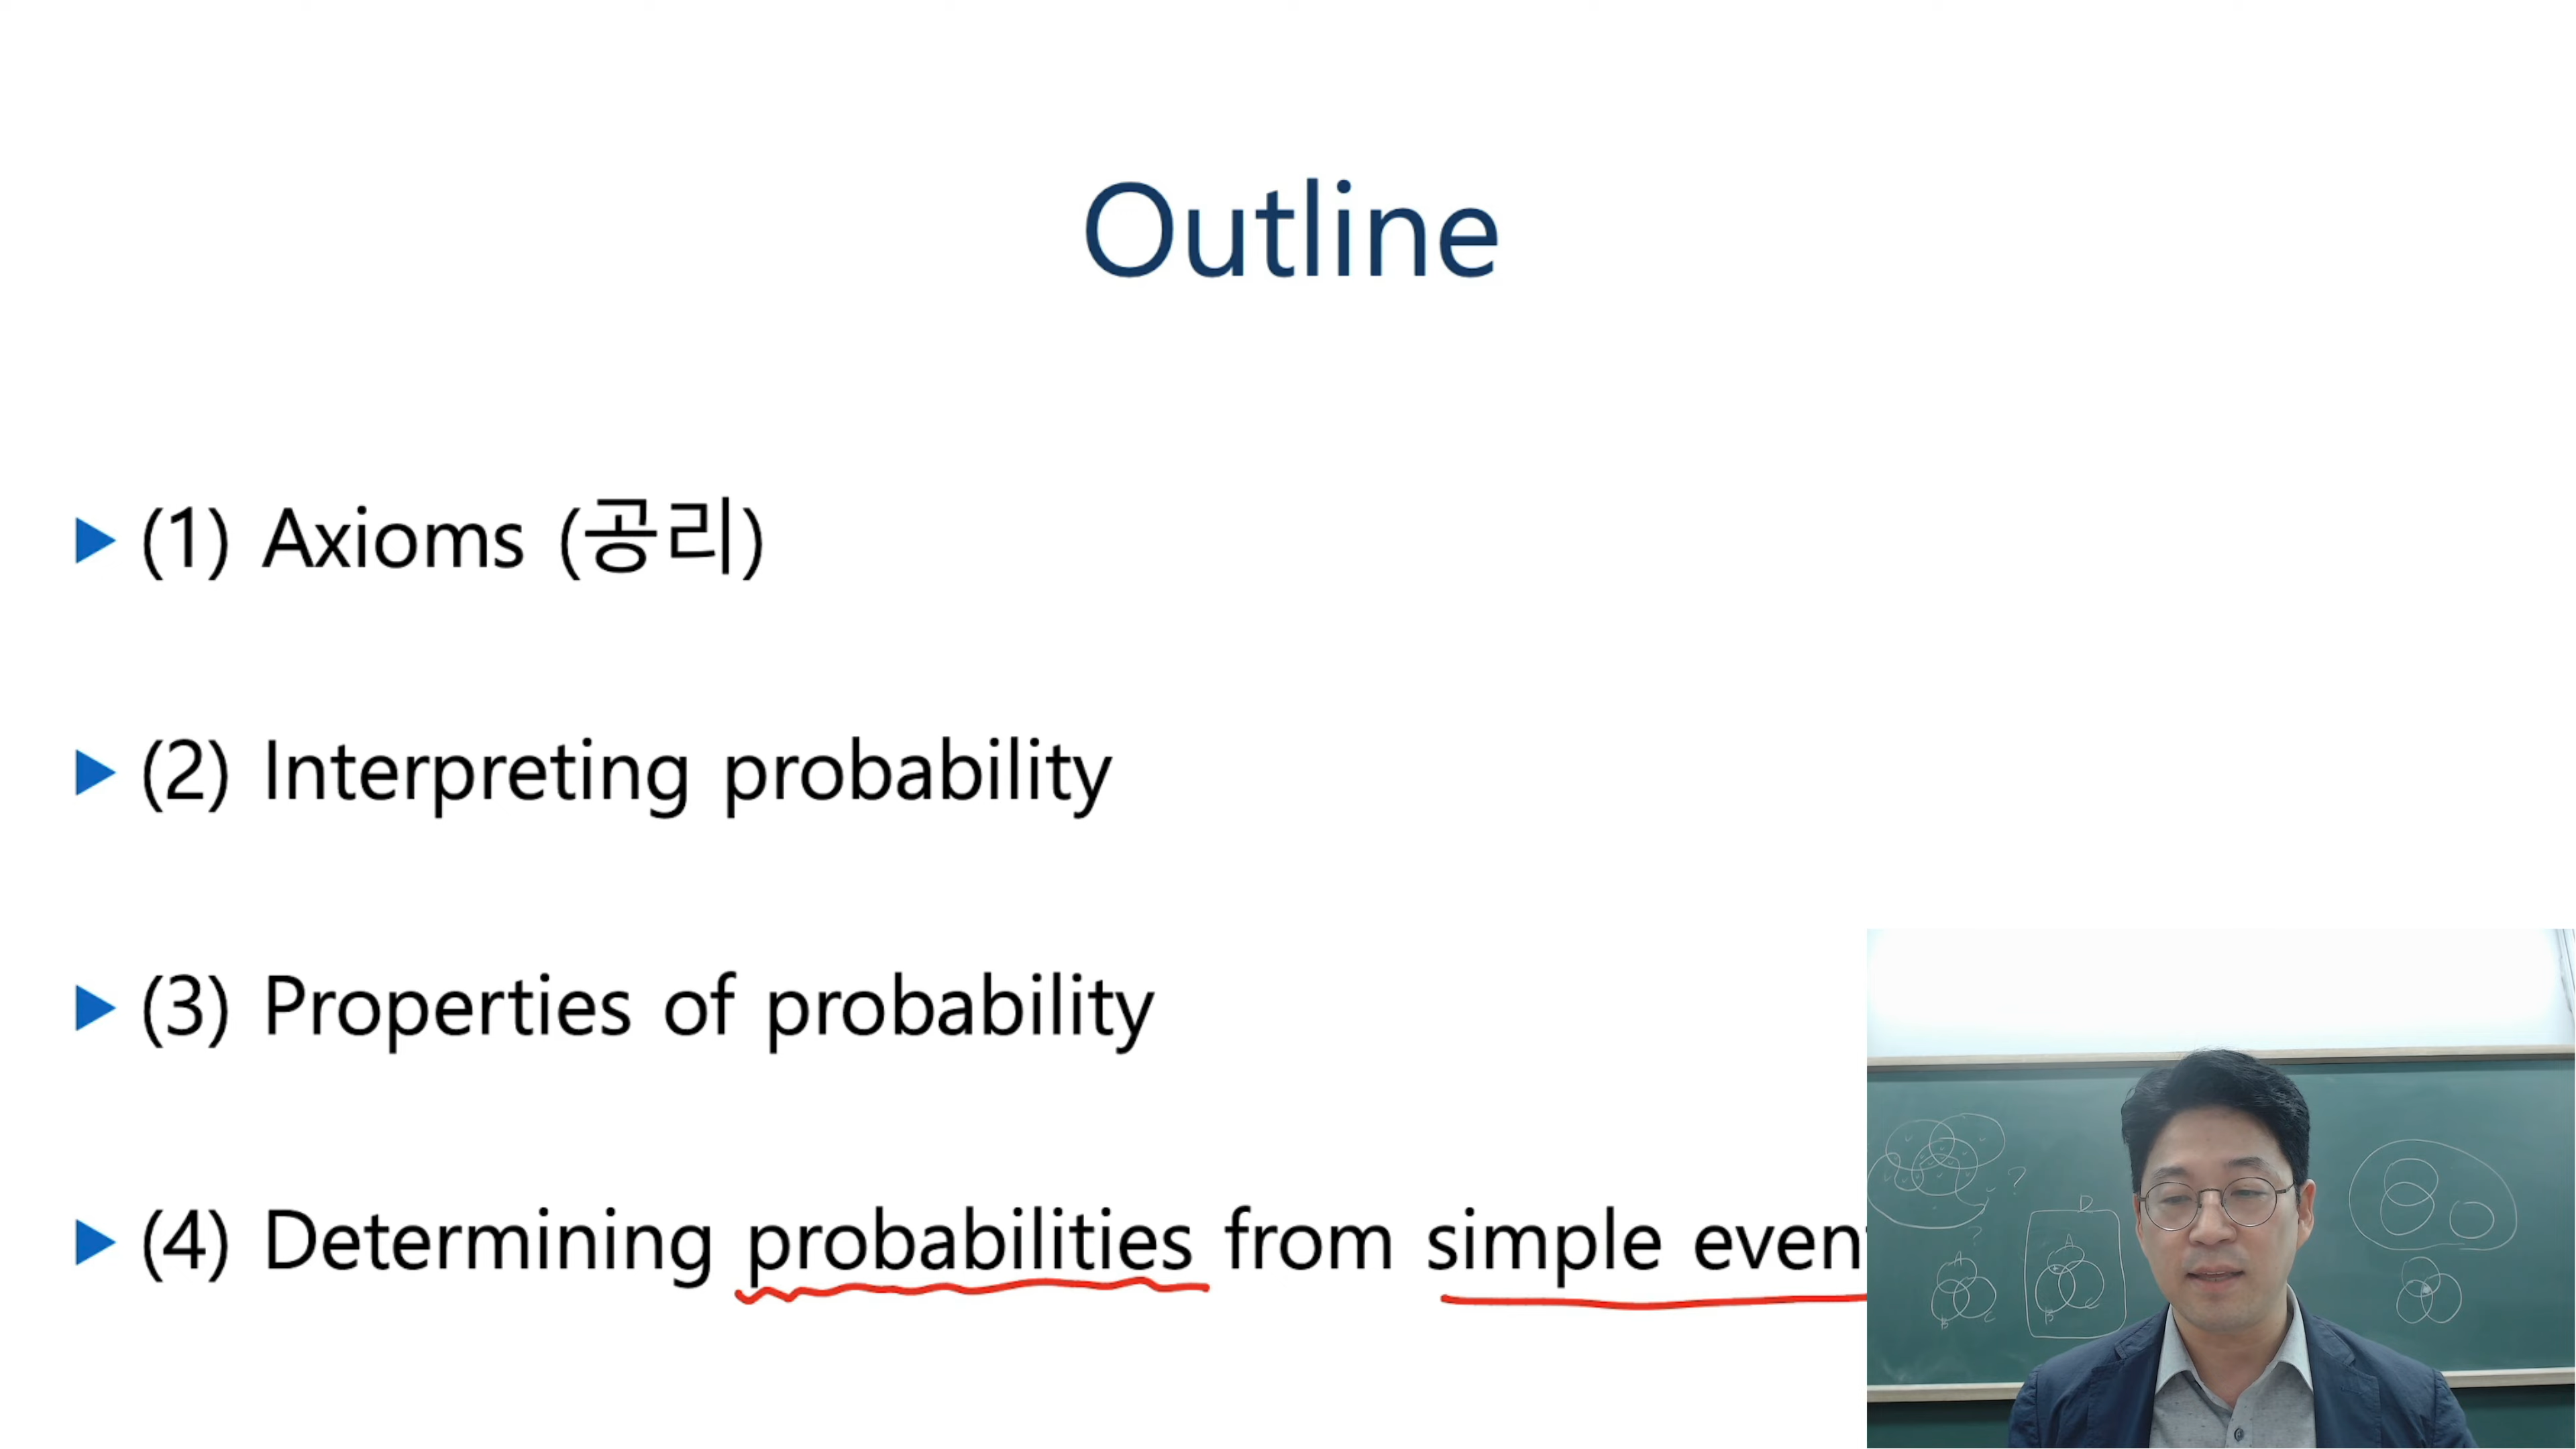 Outline
(1) Axioms (공리)
(2) Interpreting probability
(3) Properties of probability
(4) Determining probabilities from simple even
?
D
A
A
B
C
B
C